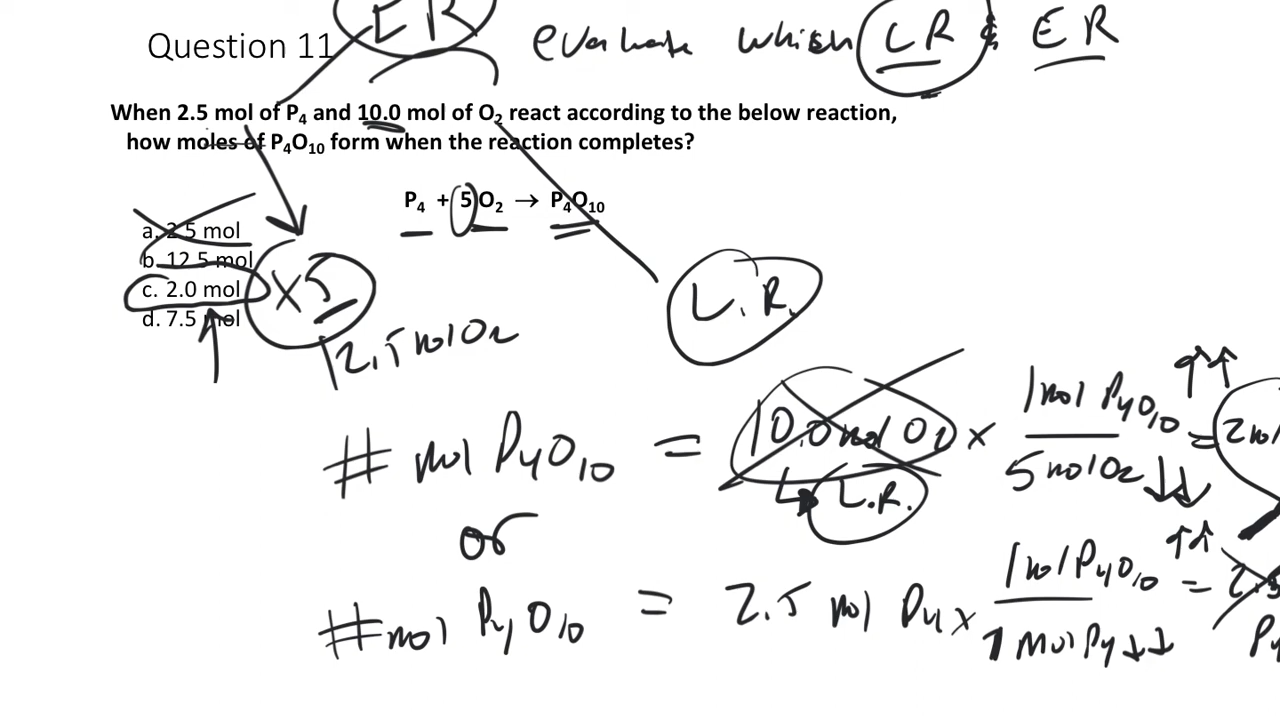 ER evaluate which LR & ER
Question 11
When 2.5 mol of P4 and 10.0 mol of O2 react according to the below reaction,
how moles of P4O10 form when the reaction completes?
P4 + 5 O2 → P4O10
a. 2.5 mol
b. 12.5 mol
c. 2.0 mol
d. 7.5 mol
x5
12.5 mol O2
L.R.
# mol P4O10 = 10.0 mol O2 x 1 mol P4O10 / 5 mol O2 = 2 mol
L.R.
or
# mol P4O10 = 2.5 mol P4 x 1 mol P4O10 / 1 mol P4 = 2.5